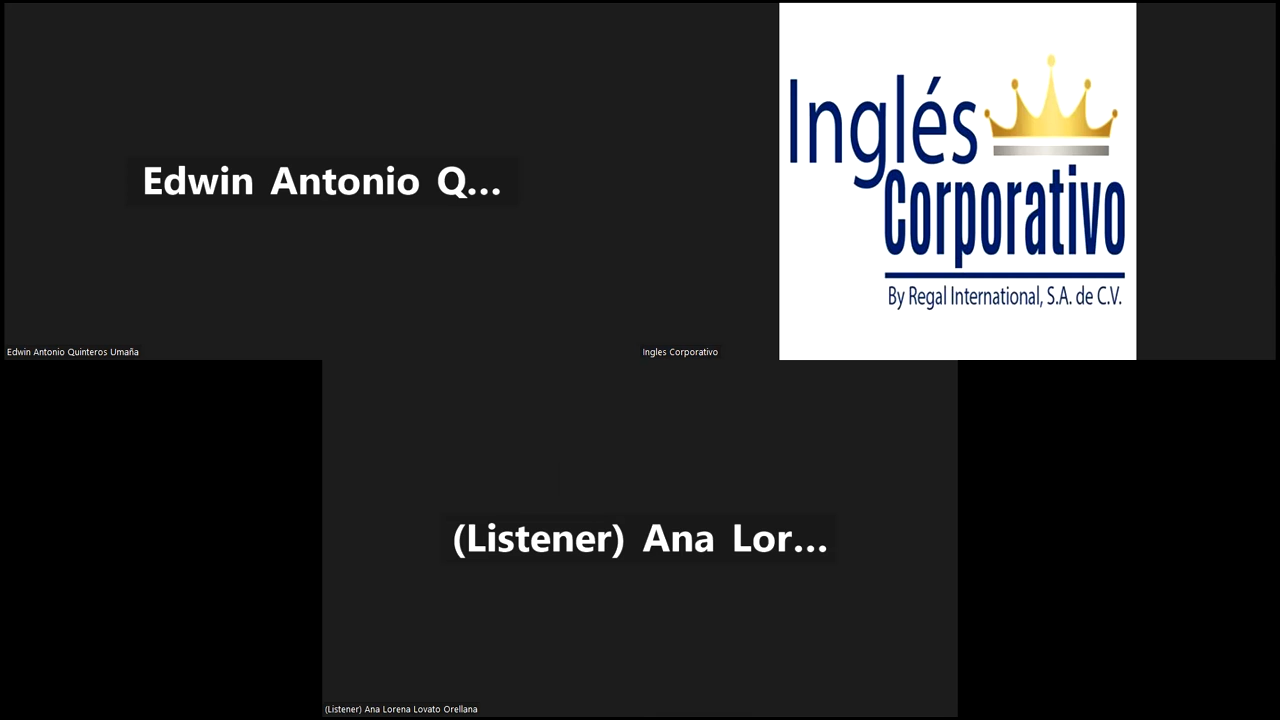 Edwin Antonio Q...
Edwin Antonio Quinteros Umaña
Inglés
Corporativo
By Regal International, S.A. de C.V.
Ingles Corporativo
(Listener) Ana Lor...
(Listener) Ana Lorena Lovato Orellana